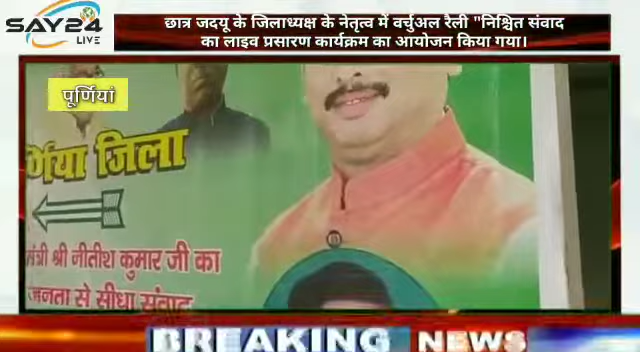 SAY24
LIVE
छात्र जदयू के जिलाध्यक्ष के नेतृत्व में वर्चुअल रैली "निश्चित संवाद
का लाइव प्रसारण कार्यक्रम का आयोजन किया गया।
पूर्णियां
जिला
श्री नीतीश कुमार जी का
जनता से सीधा संवाद
BREAKING NEWS